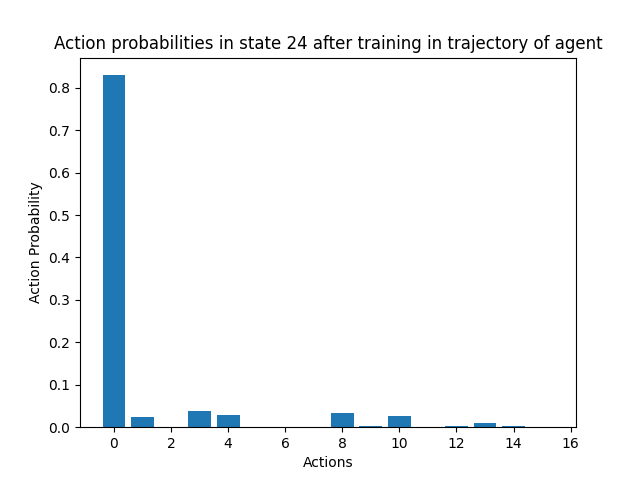 Action probabilities in state 24 after training in trajectory of agent
0.8
0.7
0.6
0.5
0.4
0.3
0.2
0.1
0.0
Action Probability
0 2 4 6 8 10 12 14 16
Actions